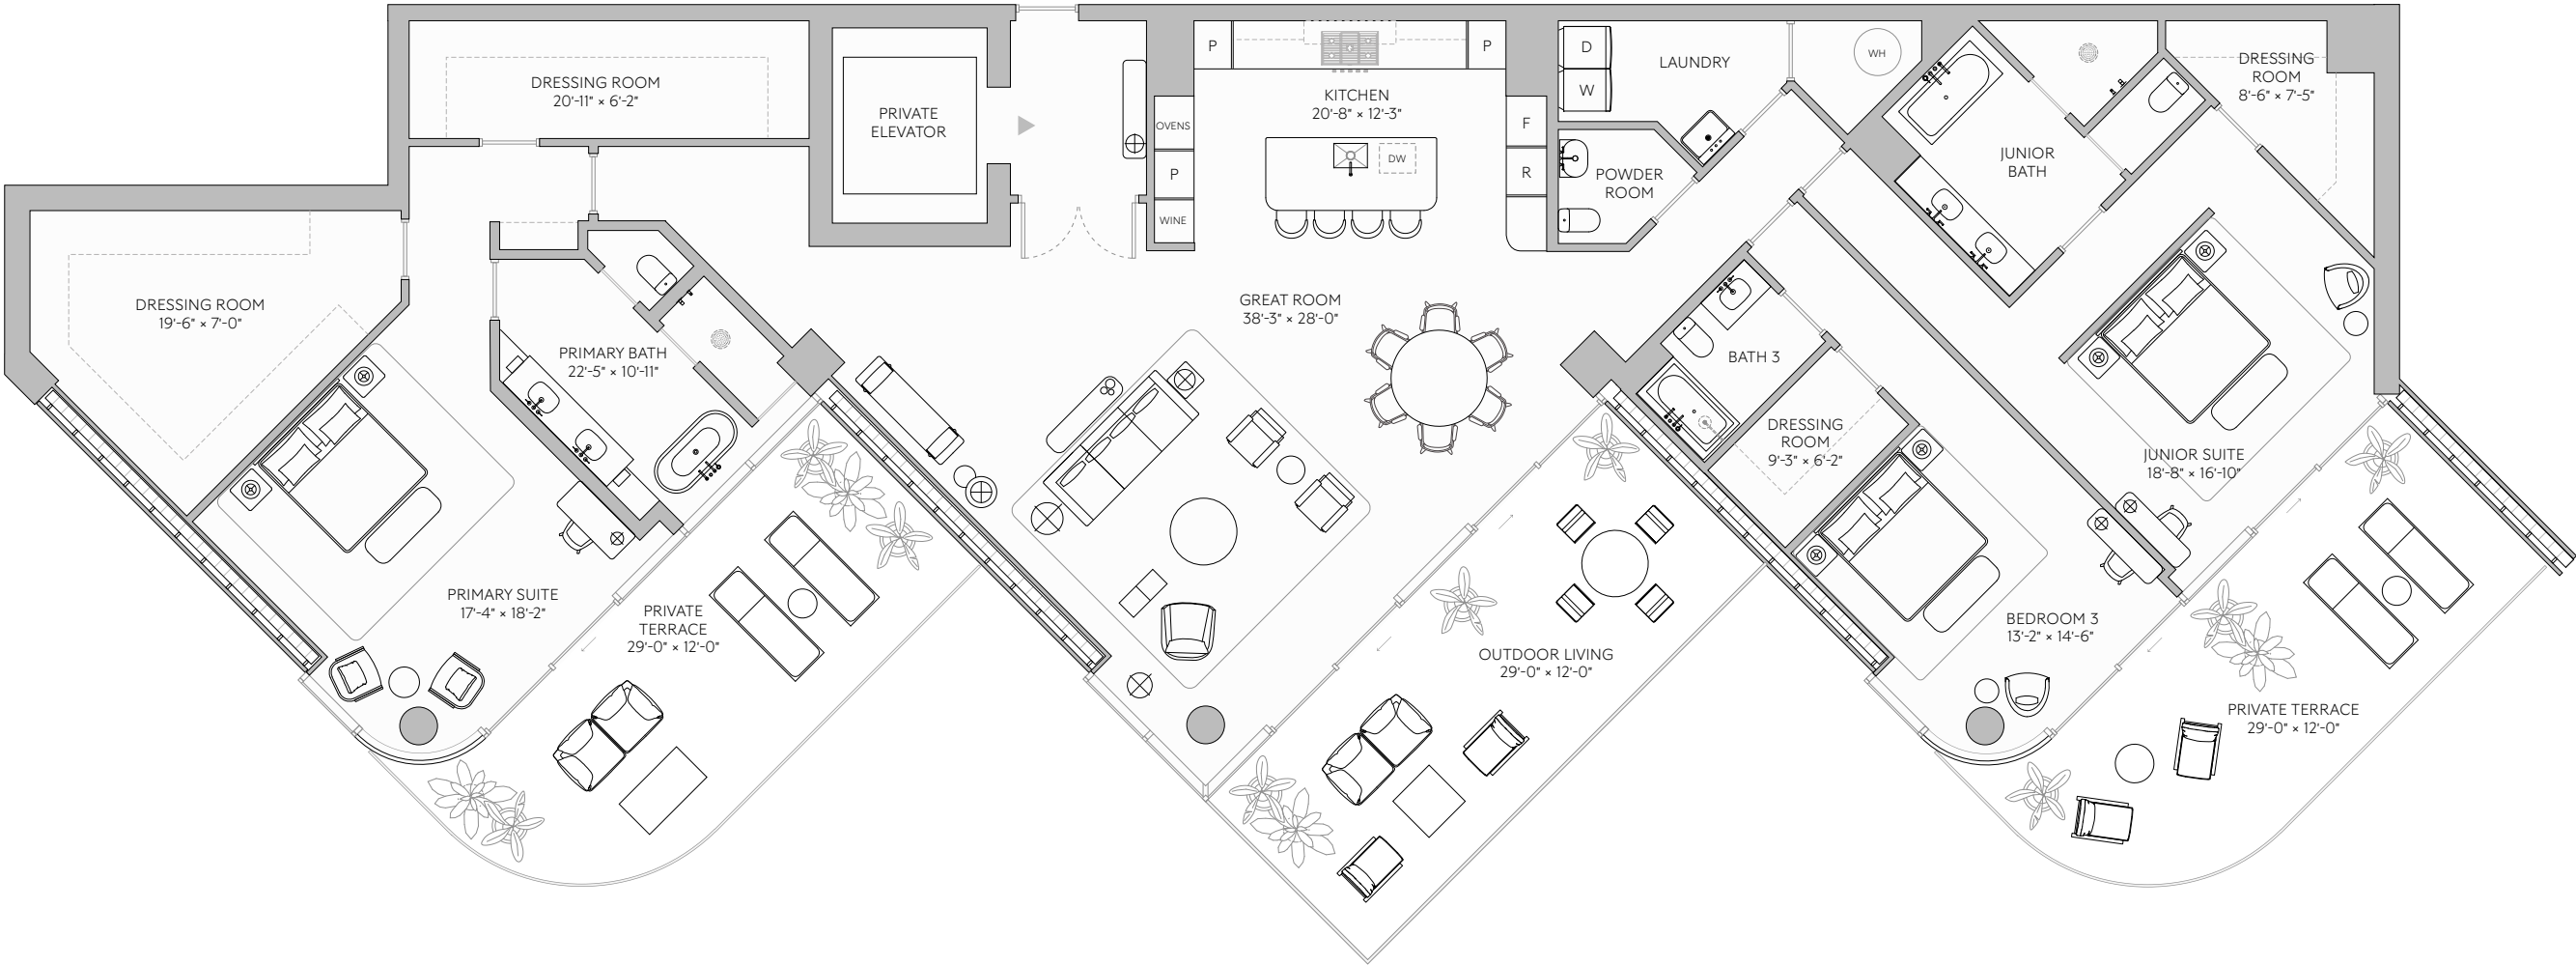 DRESSING ROOM
20'-11" × 6'-2"
PRIVATE
ELEVATOR
OVENS
P
WINE
P
P
KITCHEN
20'-8" × 12'-3"
DW
F
R
D
W
LAUNDRY
WH
POWDER
ROOM
JUNIOR
BATH
DRESSING
ROOM
8'-6" × 7'-5"
DRESSING ROOM
19'-6" × 7'-0"
PRIMARY BATH
22'-5" × 10'-11"
GREAT ROOM
38'-3" × 28'-0"
BATH 3
DRESSING
ROOM
9'-3" × 6'-2"
JUNIOR SUITE
18'-8" × 16'-10"
PRIMARY SUITE
17'-4" × 18'-2"
PRIVATE
TERRACE
29'-0" × 12'-0"
OUTDOOR LIVING
29'-0" × 12'-0"
BEDROOM 3
13'-2" × 14'-6"
PRIVATE TERRACE
29'-0" × 12'-0"